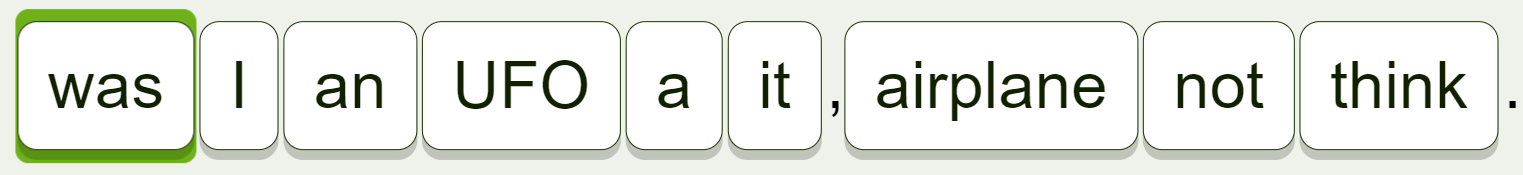 was I an UFO a it , airplane not think .